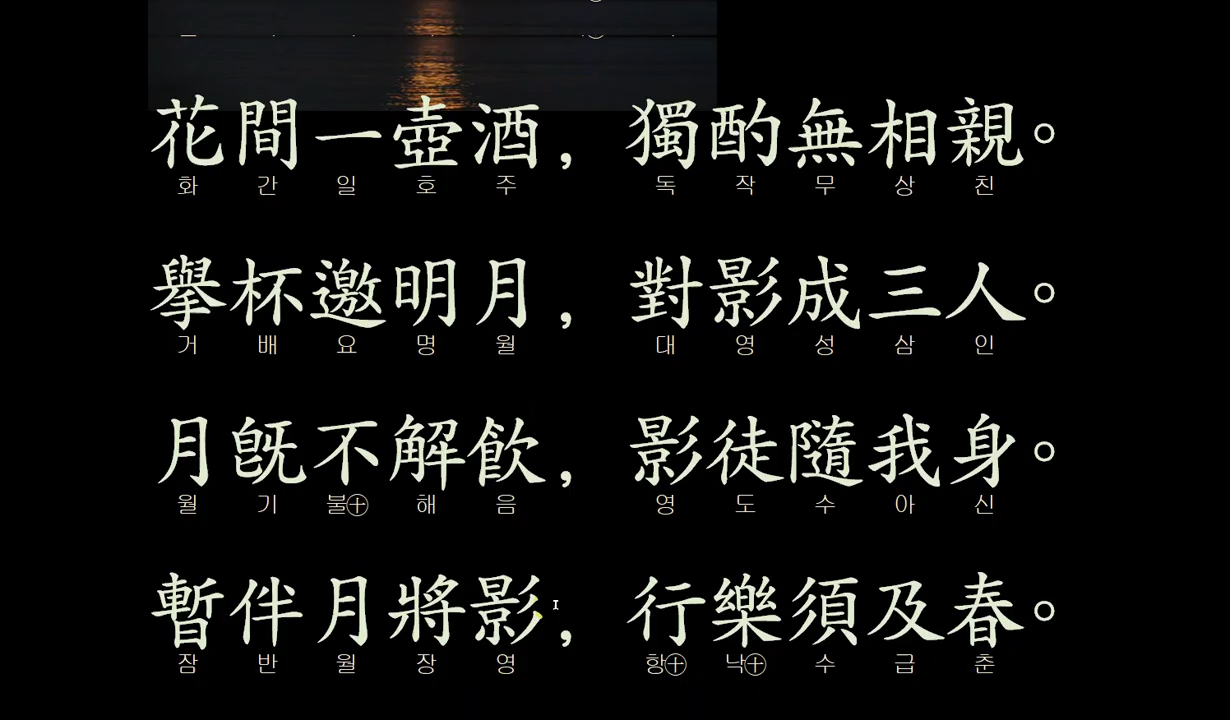 花間一壺酒, 獨酌無相親。
화 간 일 호 주 독 작 무 상 친
擧杯邀明月, 對影成三人。
거 배 요 명 월 대 영 성 삼 인
月旣不解飮, 影徒隨我身。
월 기 불㊉ 해 음 영 도 수 아 신
暫伴月將影, 行樂須及春。
잠 반 월 장 영 항㊉ 낙㊉ 수 급 춘